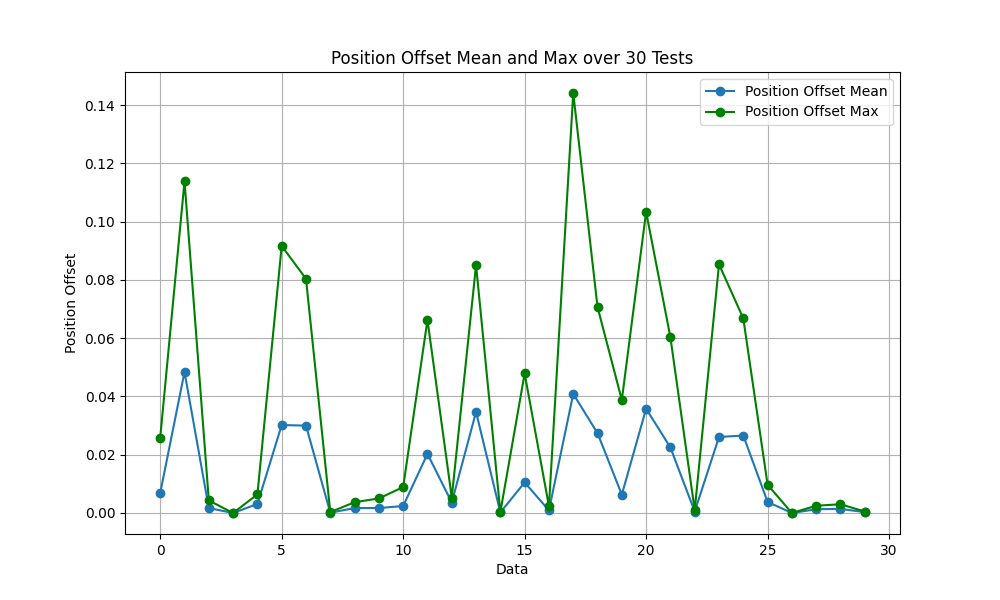 Position Offset Mean and Max over 30 Tests
Position Offset Mean
Position Offset Max
0.14
0.12
0.10
0.08
0.06
0.04
0.02
0.00
Position Offset
0 5 10 15 20 25 30
Data